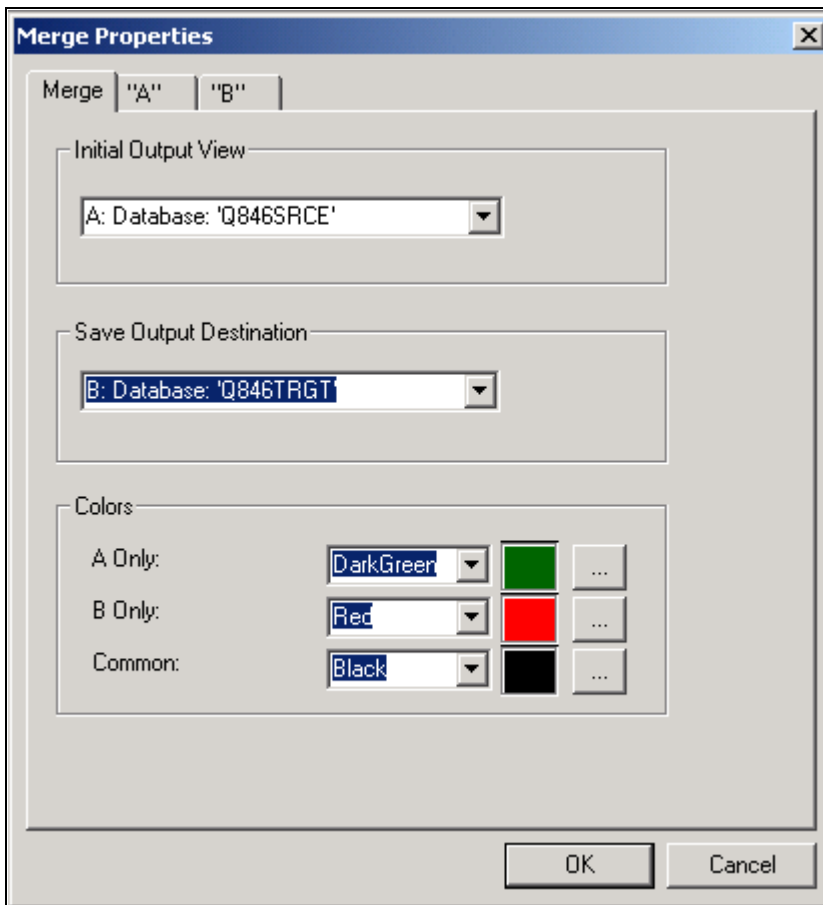 Merge Properties
Merge "A" "B"
Initial Output View
A: Database: 'Q846SRCE'
Save Output Destination
B: Database: 'Q846TRGT'
Colors
A Only: DarkGreen ...
B Only: Red ...
Common: Black ...
OK Cancel